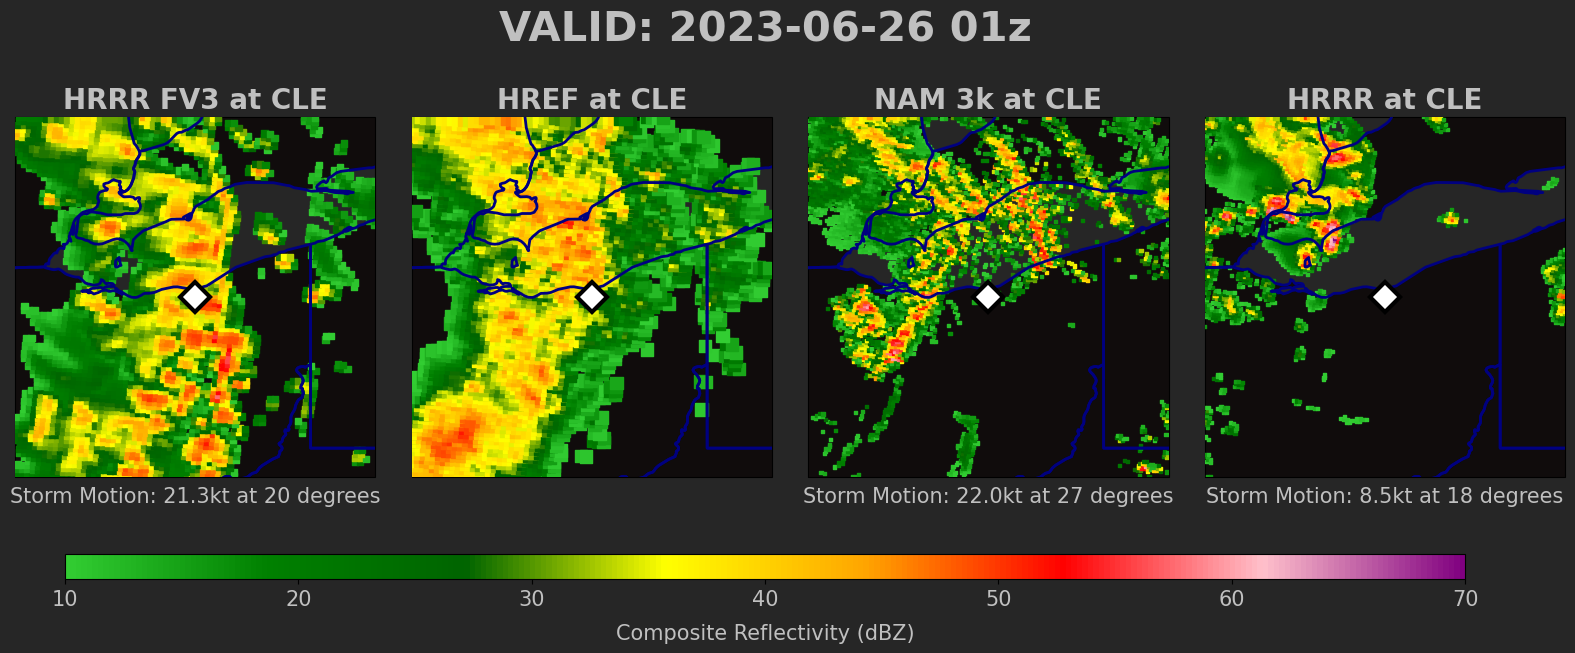 VALID: 2023-06-26 01z
HRRR FV3 at CLE
HREF at CLE
NAM 3k at CLE
HRRR at CLE
Storm Motion: 21.3kt at 20 degrees
Storm Motion: 22.0kt at 27 degrees
Storm Motion: 8.5kt at 18 degrees
10 20 30 40 50 60 70
Composite Reflectivity (dBZ)